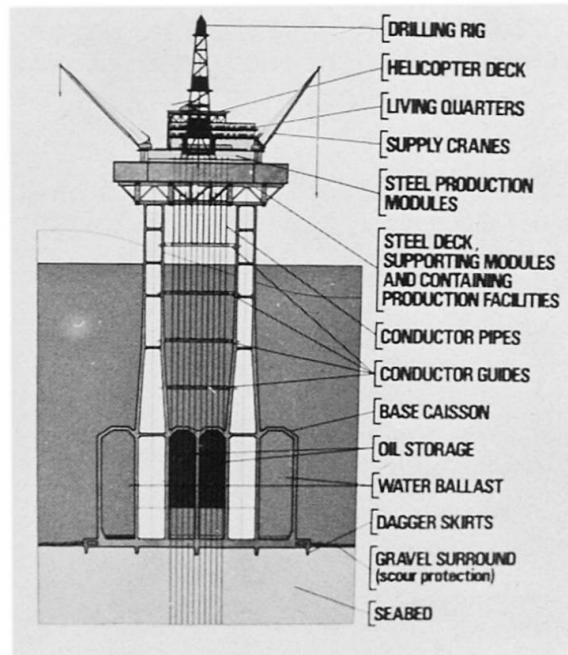 DRILLING RIG
HELICOPTER DECK
LIVING QUARTERS
SUPPLY CRANES
STEEL PRODUCTION
MODULES
STEEL DECK,
SUPPORTING MODULES
AND CONTAINING
PRODUCTION FACILITIES
CONDUCTOR PIPES
CONDUCTOR GUIDES
BASE CAISSON
OIL STORAGE
WATER BALLAST
DAGGER SKIRTS
GRAVEL SURROUND
(scour protection)
SEABED